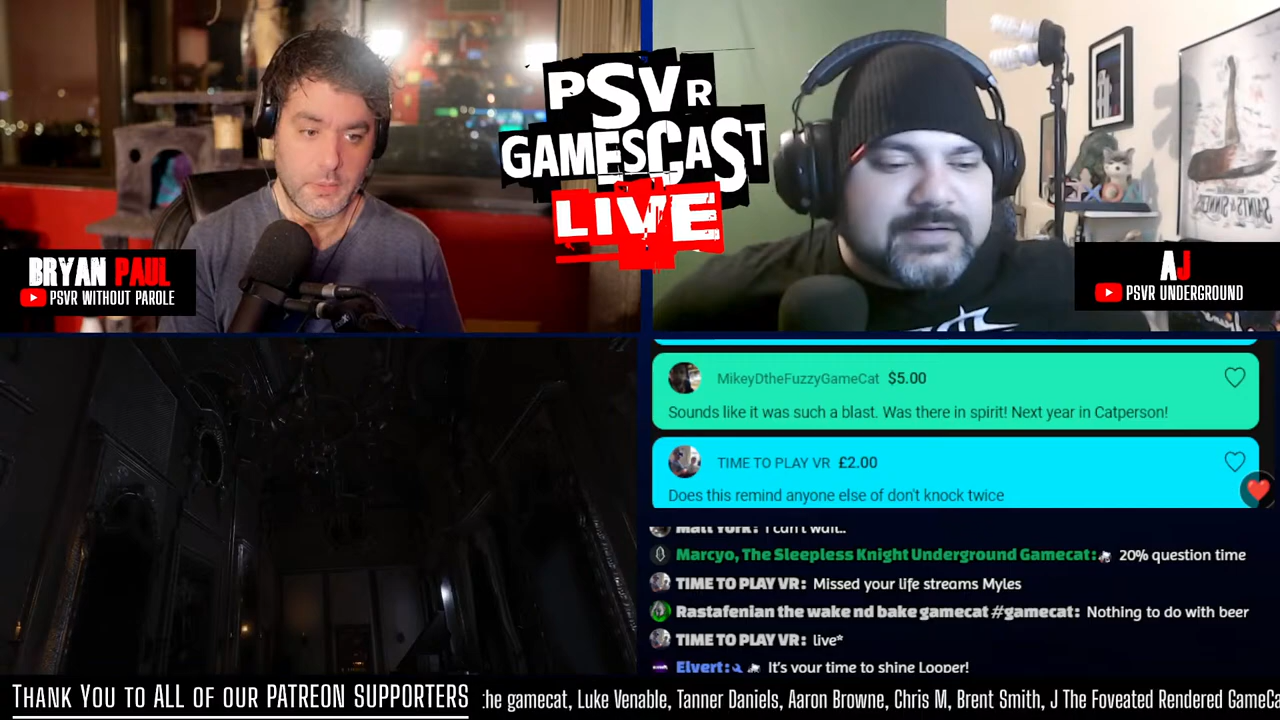 PSVR
GAMESCAST
LIVE
BRYAN PAUL
PSVR WITHOUT PAROLE
AJ
PSVR UNDERGROUND
SAINTS & SINNERS
MikeyDtheFuzzyGameCat $5.00
Sounds like it was such a blast. Was there in spirit! Next year in Catperson!
TIME TO PLAY VR £2.00
Does this remind anyone else of don't knock twice
Matt York: I can't wait..
Marcyo, The Sleepless Knight Underground Gamecat: 20% question time
TIME TO PLAY VR: Missed your life streams Myles
Rastafenian the wake nd bake gamecat #gamecat: Nothing to do with beer
TIME TO PLAY VR: live*
Elvert: It's your time to shine Looper!
THANK YOU TO ALL OF OUR PATREON SUPPORTERS
the gamecat, Luke Venable, Tanner Daniels, Aaron Browne, Chris M, Brent Smith, J The Foveated Rendered GameCa